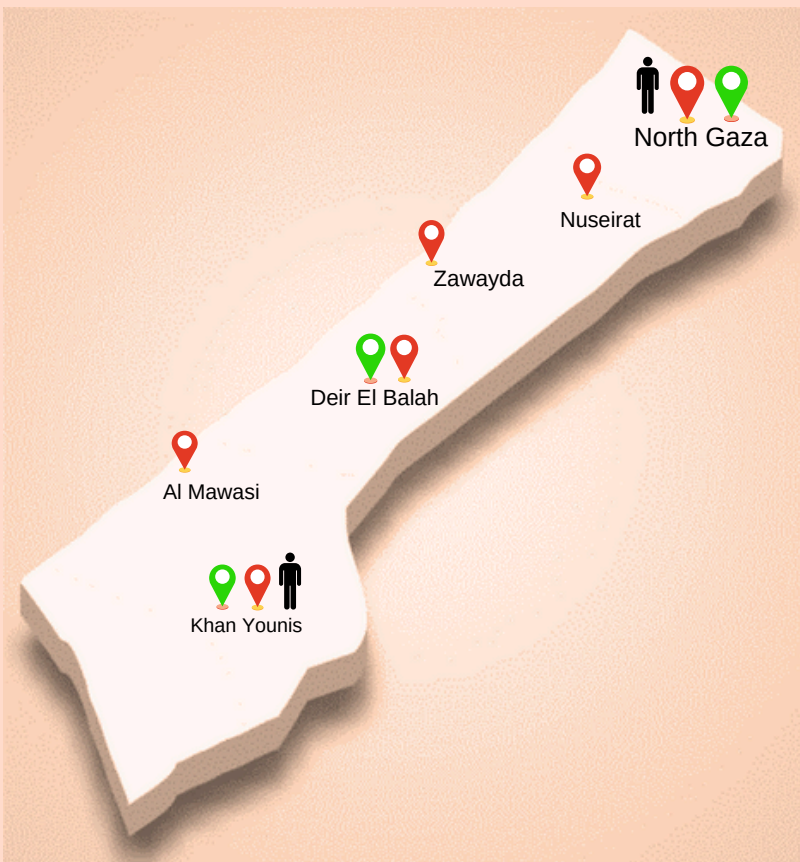 North Gaza
Nuseirat
Zawayda
Deir El Balah
Al Mawasi
Khan Younis